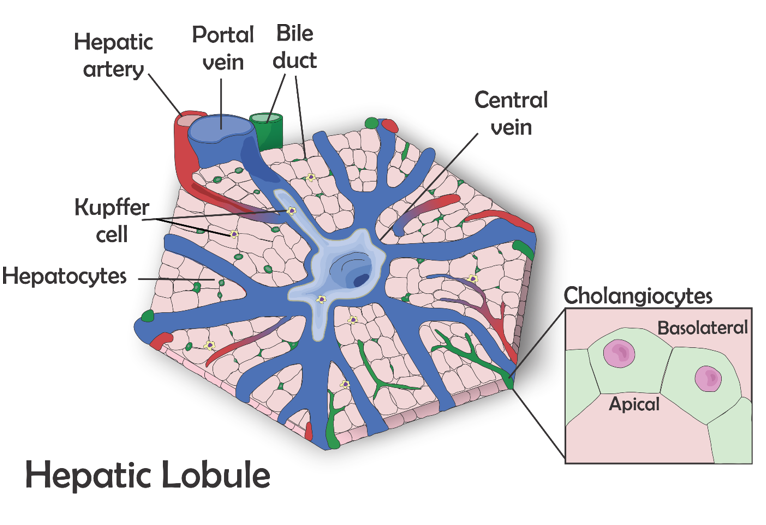 Hepatic
artery
Portal
vein
Bile
duct
Central
vein
Kupffer
cell
Hepatocytes
Cholangiocytes
Basolateral
Apical
Hepatic Lobule